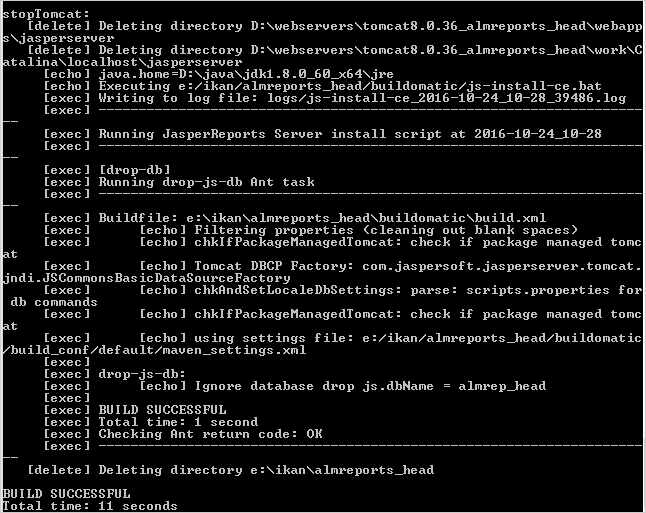 stopTomcat:
[delete] Deleting directory D:\webservers\tomcat8.0.36_almreports_head\webapp
s\jasperserver
[delete] Deleting directory D:\webservers\tomcat8.0.36_almreports_head\work\C
atalina\localhost\jasperserver
[echo] java.home=D:\java\jdk1.8.0_60_x64\jre
[echo] Executing e:/ikan/almreports_head/buildomatic/js-install-ce.bat
[exec] Writing to log file: logs/js-install-ce_2016-10-24_10-28_39486.log
[exec] ----------------------------------------------------------------
--
[exec] Running JasperReports Server install script at 2016-10-24_10-28
[exec] ----------------------------------------------------------------
--
[exec] [drop-db]
[exec] Running drop-js-db Ant task
[exec] ----------------------------------------------------------------
--
[exec] Buildfile: e:\ikan\almreports_head\buildomatic\build.xml
[exec]      [echo] Filtering properties (cleaning out blank spaces)
[exec]      [echo] chkIfPackageManagedTomcat: check if package managed tomc
at
[exec]      [echo] Tomcat DBCP Factory: com.jaspersoft.jasperserver.tomcat.
jndi.JSCommonsBasicDataSourceFactory
[exec]      [echo] chkAndSetLocaleDbSettings: parse: scripts.properties for
db commands
[exec]      [echo] chkIfPackageManagedTomcat: check if package managed tomc
at
[exec]      [echo] using settings file: e:/ikan/almreports_head/buildomatic
/build_conf/default/maven_settings.xml
[exec]
[exec] drop-js-db:
[exec]      [echo] Ignore database drop js.dbName = almrep_head
[exec]
[exec] BUILD SUCCESSFUL
[exec] Total time: 1 second
[exec] Checking Ant return code: OK
[exec] ----------------------------------------------------------------
--
[delete] Deleting directory e:\ikan\almreports_head
BUILD SUCCESSFUL
Total time: 11 seconds